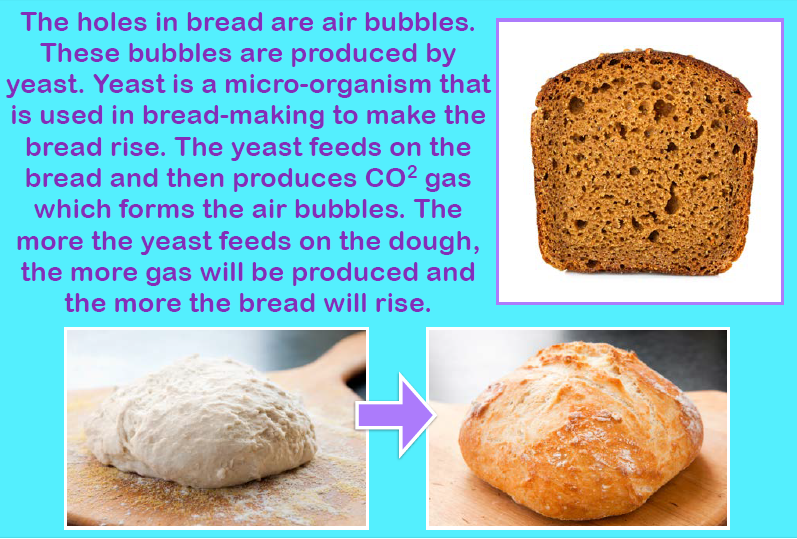 The holes in bread are air bubbles.
These bubbles are produced by
yeast. Yeast is a micro-organism that
is used in bread-making to make the
bread rise. The yeast feeds on the
bread and then produces CO² gas
which forms the air bubbles. The
more the yeast feeds on the dough,
the more gas will be produced and
the more the bread will rise.